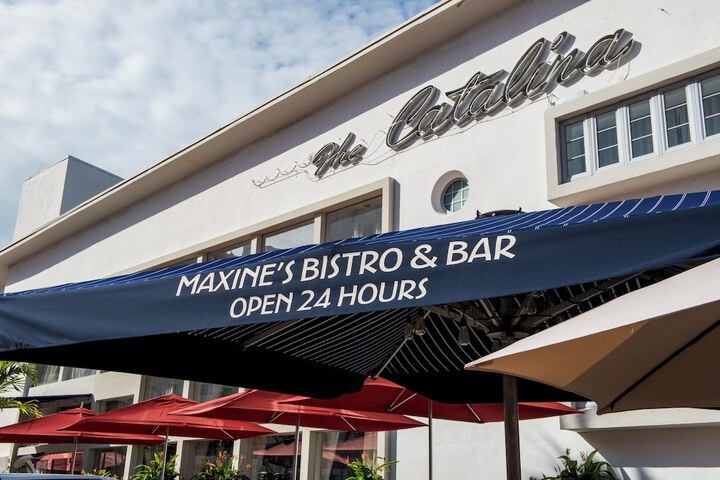 The Catalina
MAXINE'S BISTRO & BAR
OPEN 24 HOURS